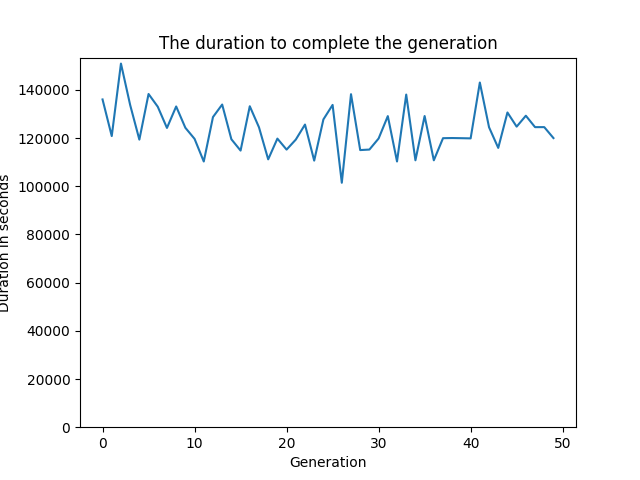 The duration to complete the generation
140000
120000
100000
80000
60000
40000
20000
0
Duration in seconds
0 10 20 30 40 50
Generation